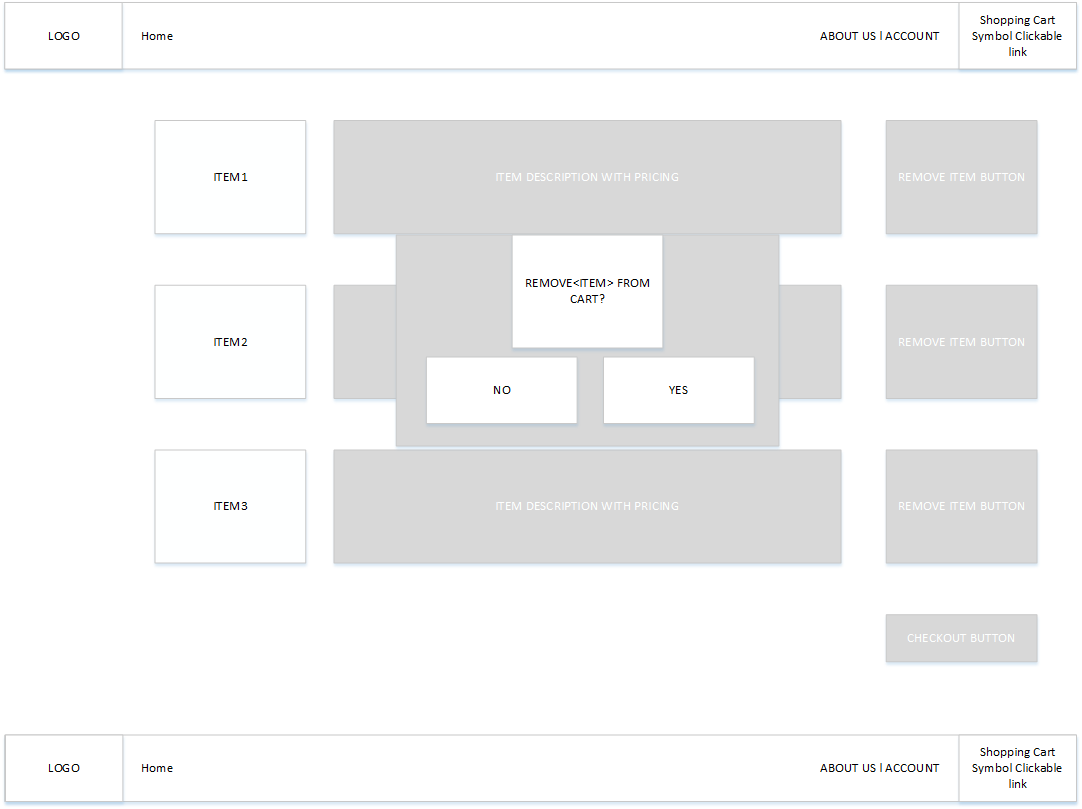 LOGO
Home
ABOUT US | ACCOUNT
Shopping Cart
Symbol Clickable
link
ITEM1
ITEM DESCRIPTION WITH PRICING
REMOVE ITEM BUTTON
REMOVE<ITEM> FROM
CART?
ITEM2
REMOVE ITEM BUTTON
NO
YES
ITEM3
ITEM DESCRIPTION WITH PRICING
REMOVE ITEM BUTTON
CHECKOUT BUTTON
LOGO
Home
ABOUT US | ACCOUNT
Shopping Cart
Symbol Clickable
link